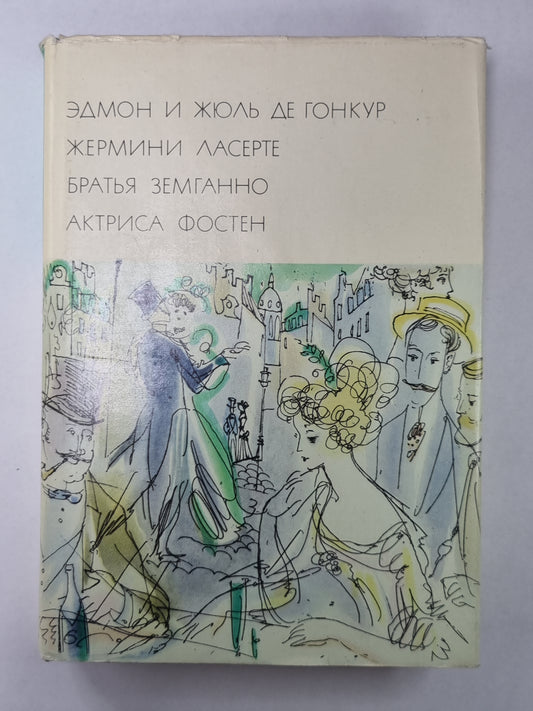 ЭДМОН И ЖЮЛЬ ДЕ ГОНКУР
ЖЕРМИНИ ЛАСЕРТЕ
БРАТЬЯ ЗЕМГАННО
АКТРИСА ФОСТЕН